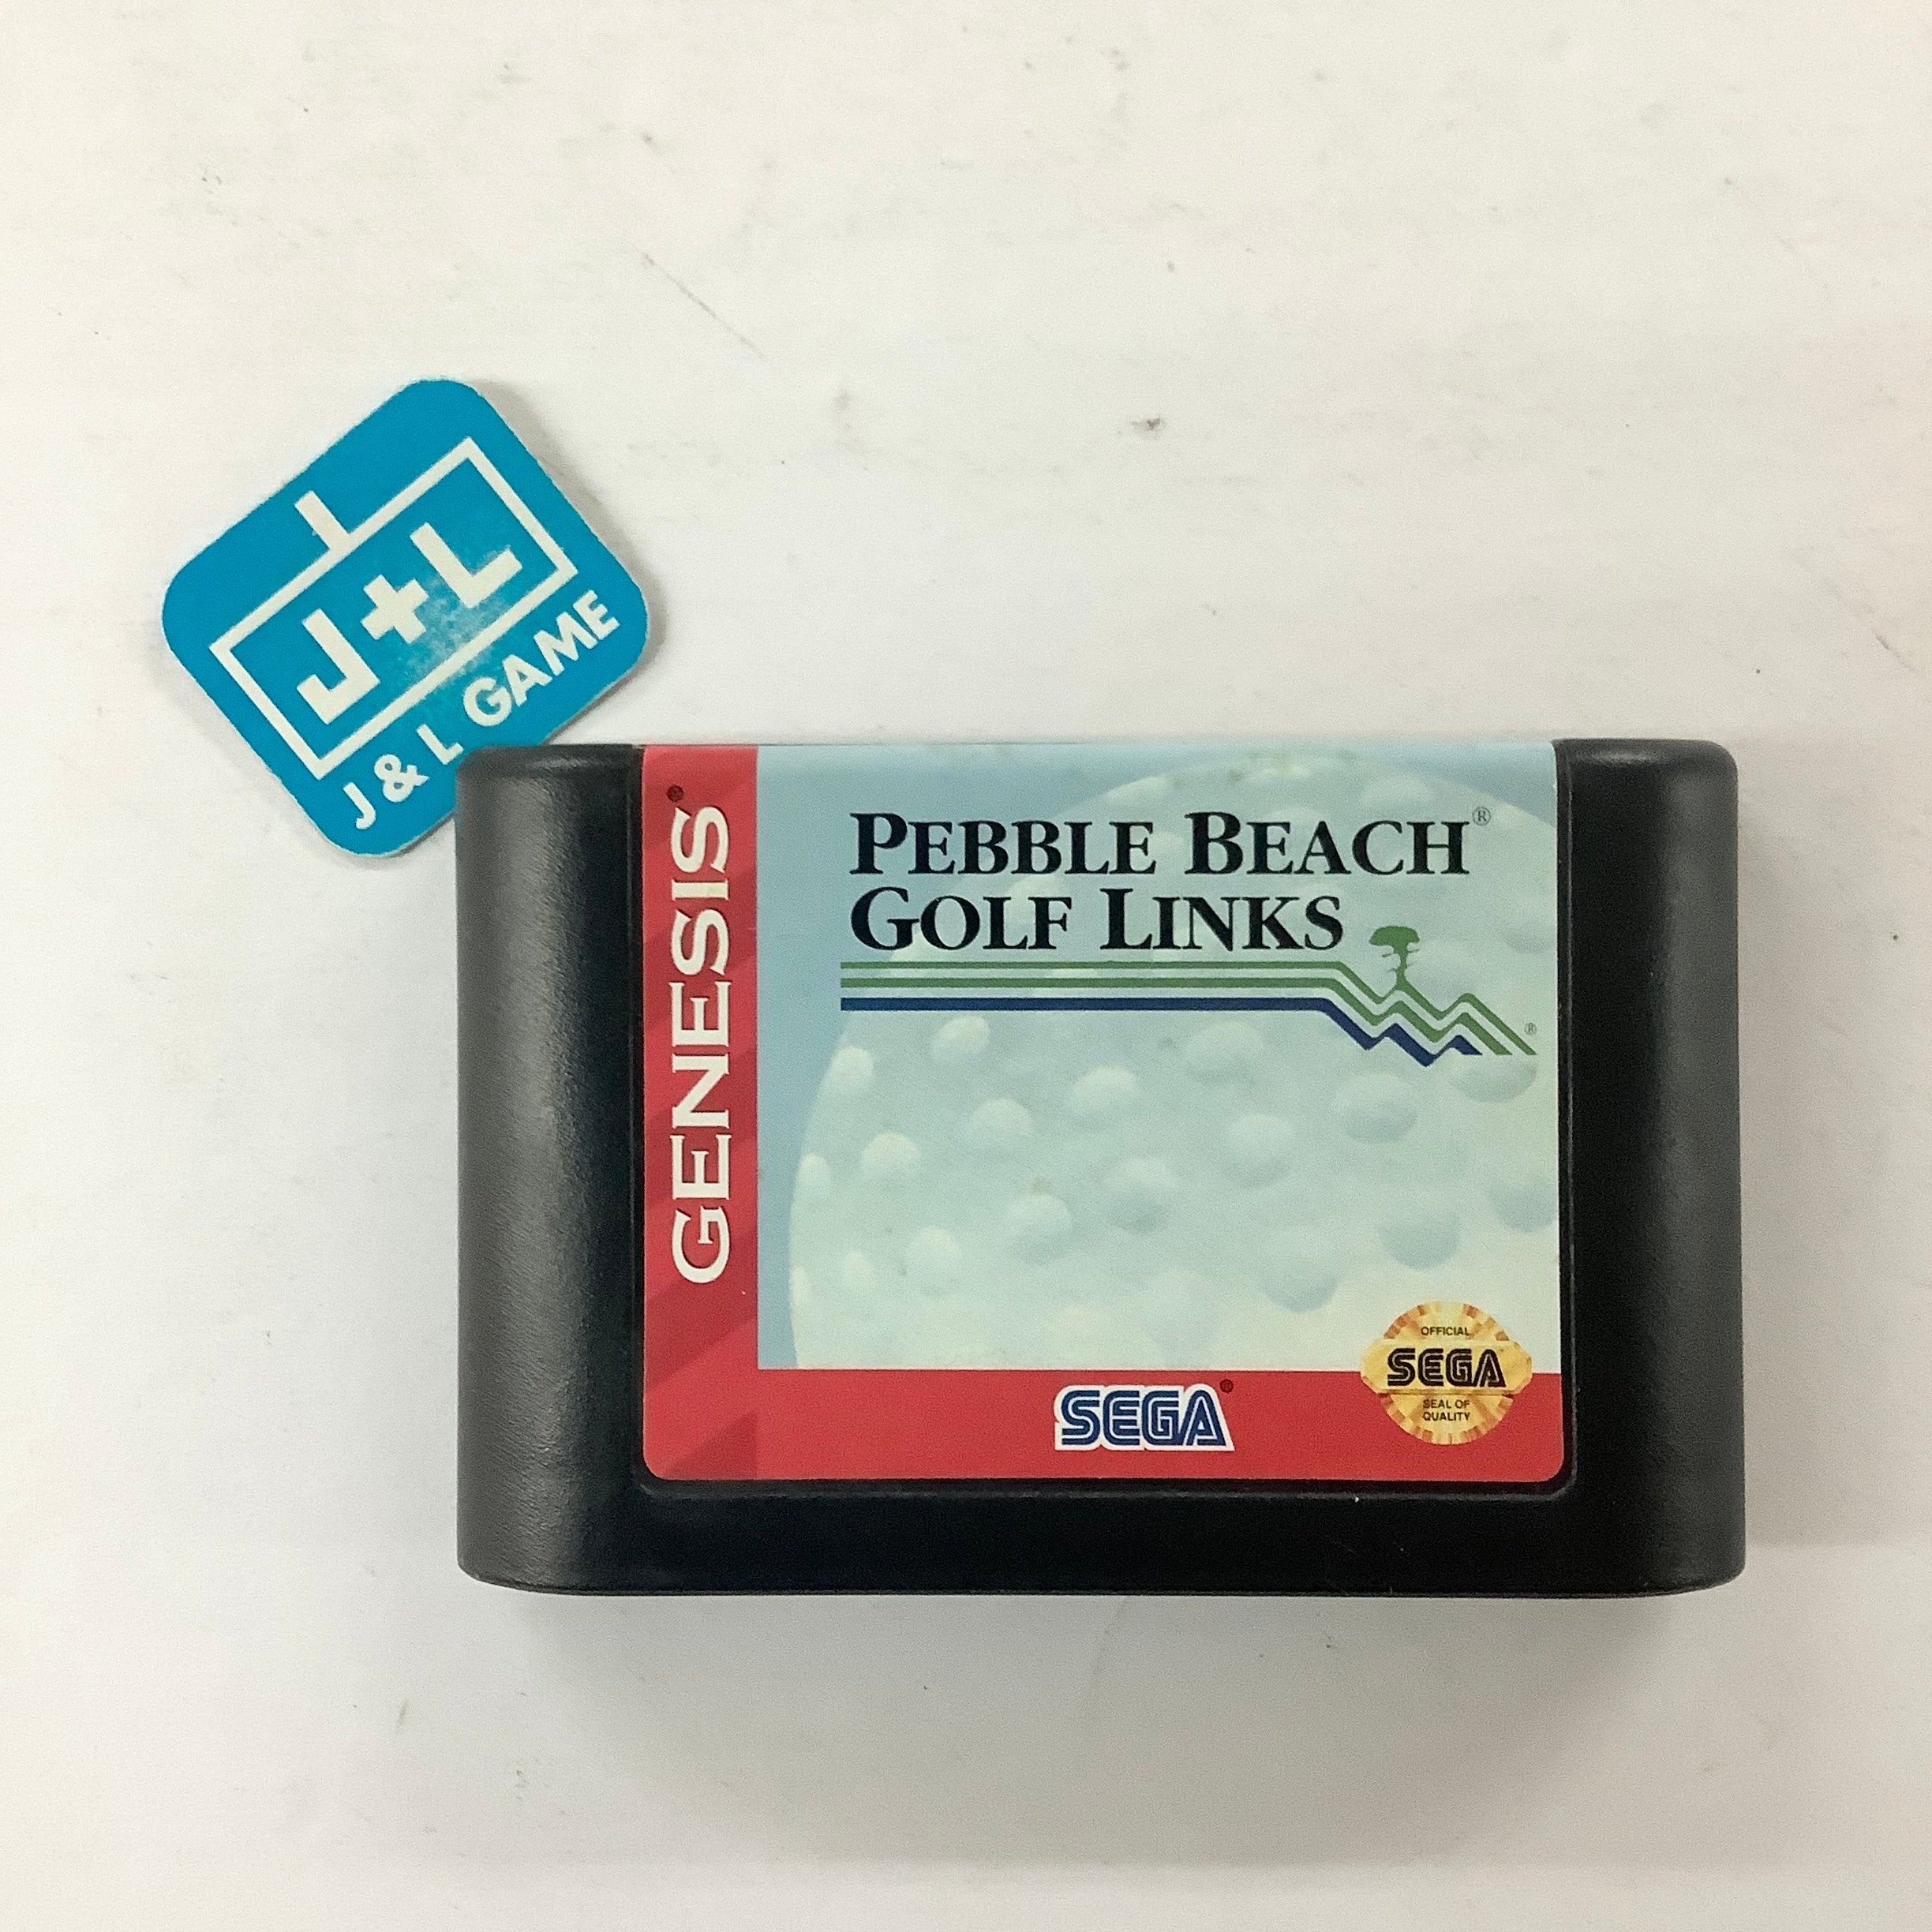 J+L
J & L GAME
GENESIS®
PEBBLE BEACH®
GOLF LINKS
®
SEGA®
OFFICIAL
SEGA
SEAL OF
QUALITY